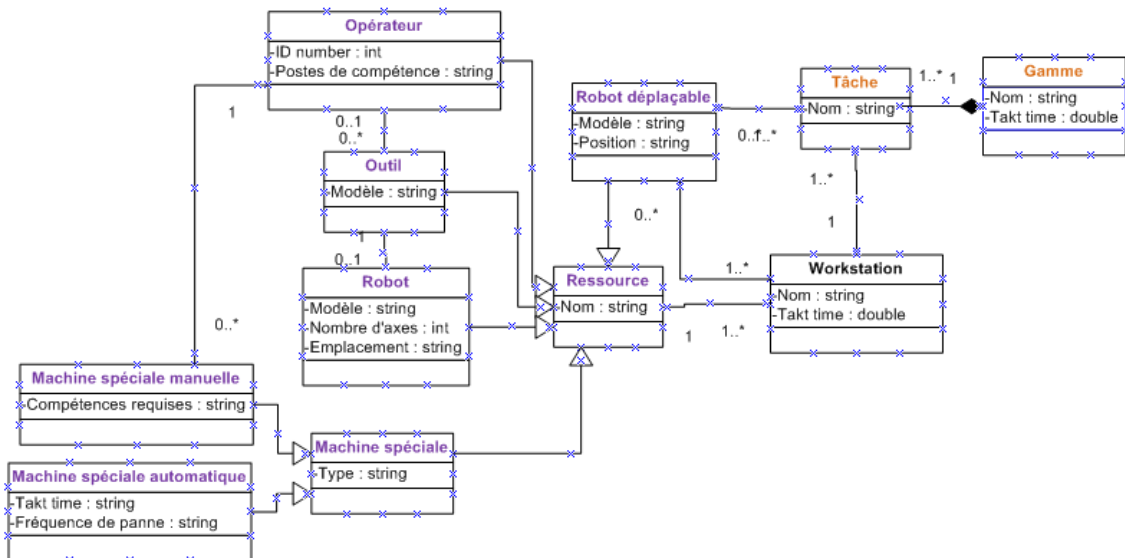 Opérateur
-ID number : int
-Postes de compétence : string
1
0..1
0..*
Outil
-Modèle : string
1
0..1
Robot
-Modèle : string
-Nombre d'axes : int
-Emplacement : string
0..*
Machine spéciale manuelle
-Compétences requises : string
Machine spéciale automatique
-Takt time : string
-Fréquence de panne : string
Machine spéciale
-Type : string
Robot déplaçable
-Modèle : string
-Position : string
0..*
Ressource
-Nom : string
1
1..*
1..*
Workstation
-Nom : string
-Takt time : double
1
1..*
Tâche
-Nom : string
1..*
1
Gamme
-Nom : string
-Takt time : double